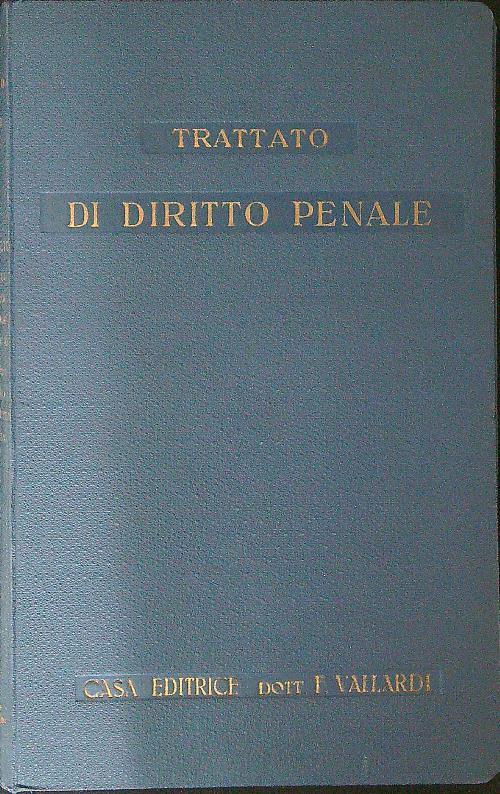 TRATTATO
DI DIRITTO PENALE
CASA EDITRICE DOTT F. VALLARDI